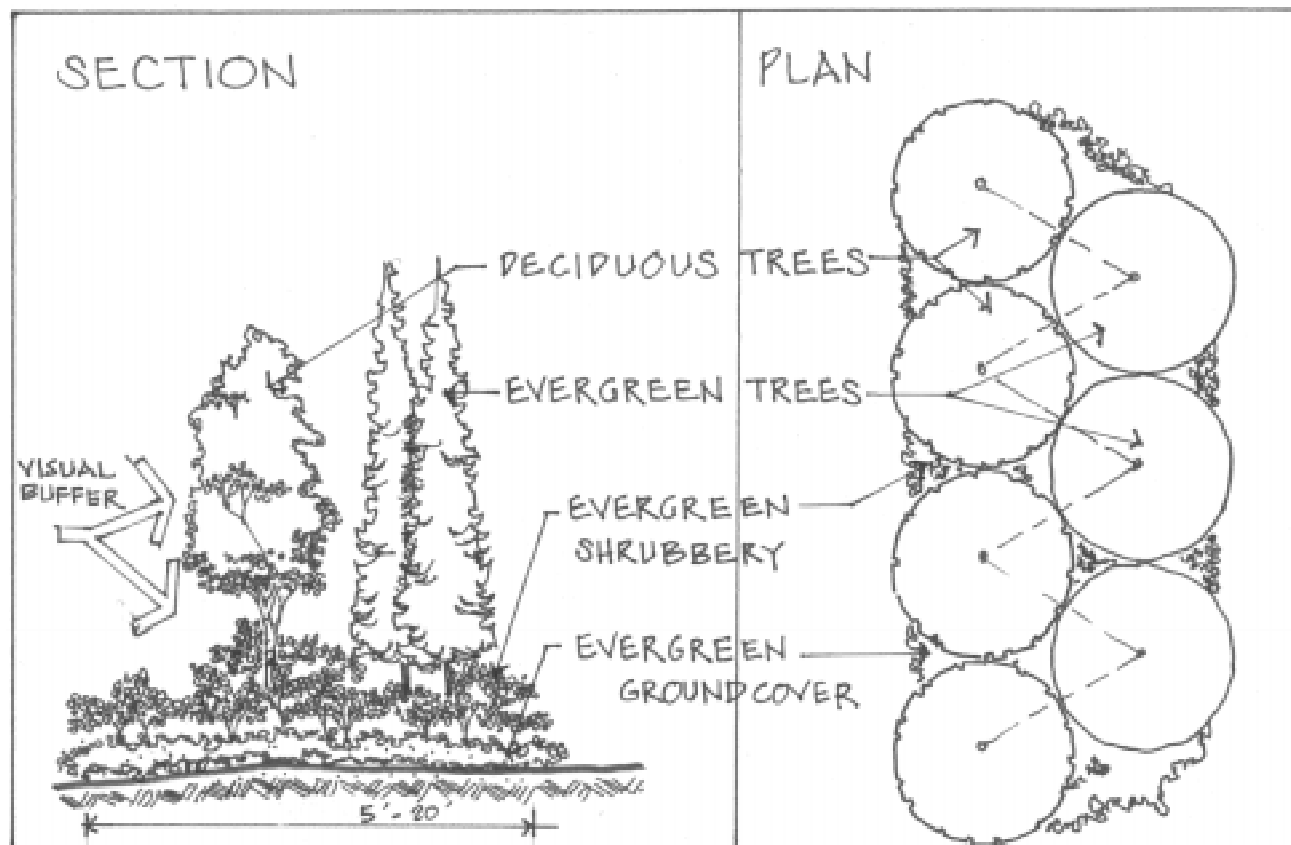 SECTION
PLAN
DECIDUOUS TREES
EVERGREEN TREES
VISUAL
BUFFER
EVERGREEN
SHRUBBERY
EVERGREEN
GROUNDCOVER
5' - 20'